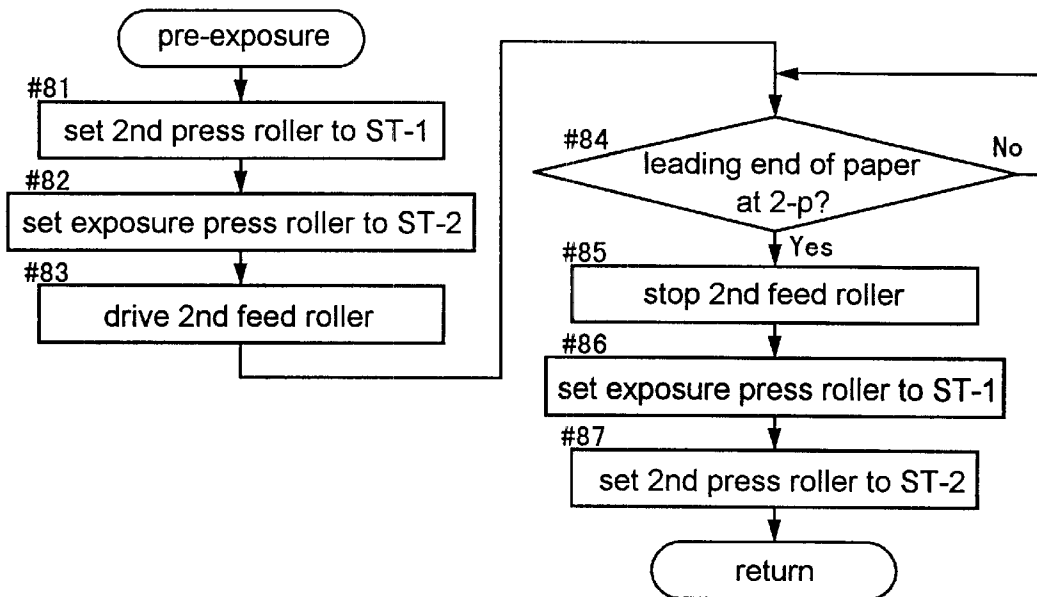 pre-exposure
#81
set 2nd press roller to ST-1
#82
set exposure press roller to ST-2
#83
drive 2nd feed roller
#84
leading end of paper
at 2-p?
No
Yes
#85
stop 2nd feed roller
#86
set exposure press roller to ST-1
#87
set 2nd press roller to ST-2
return